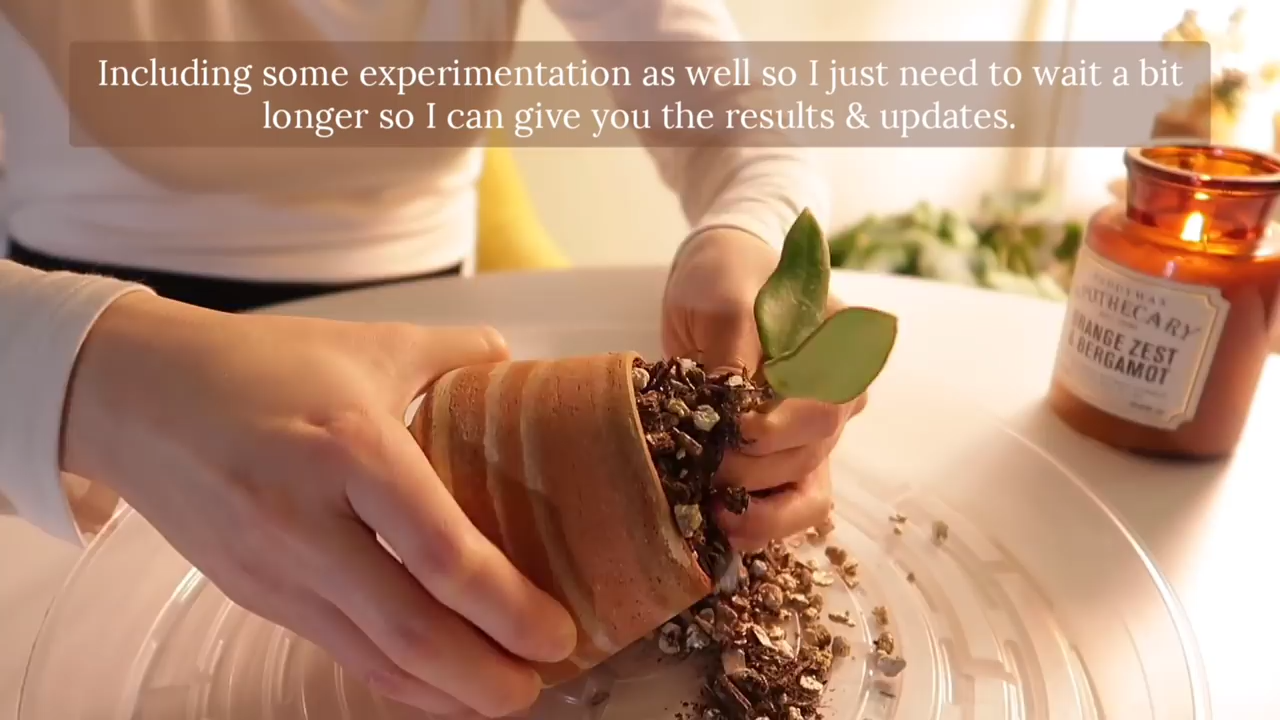 Including some experimentation as well so I just need to wait a bit
longer so I can give you the results & updates.
APOTHECARY
ORANGE ZEST
& BERGAMOT